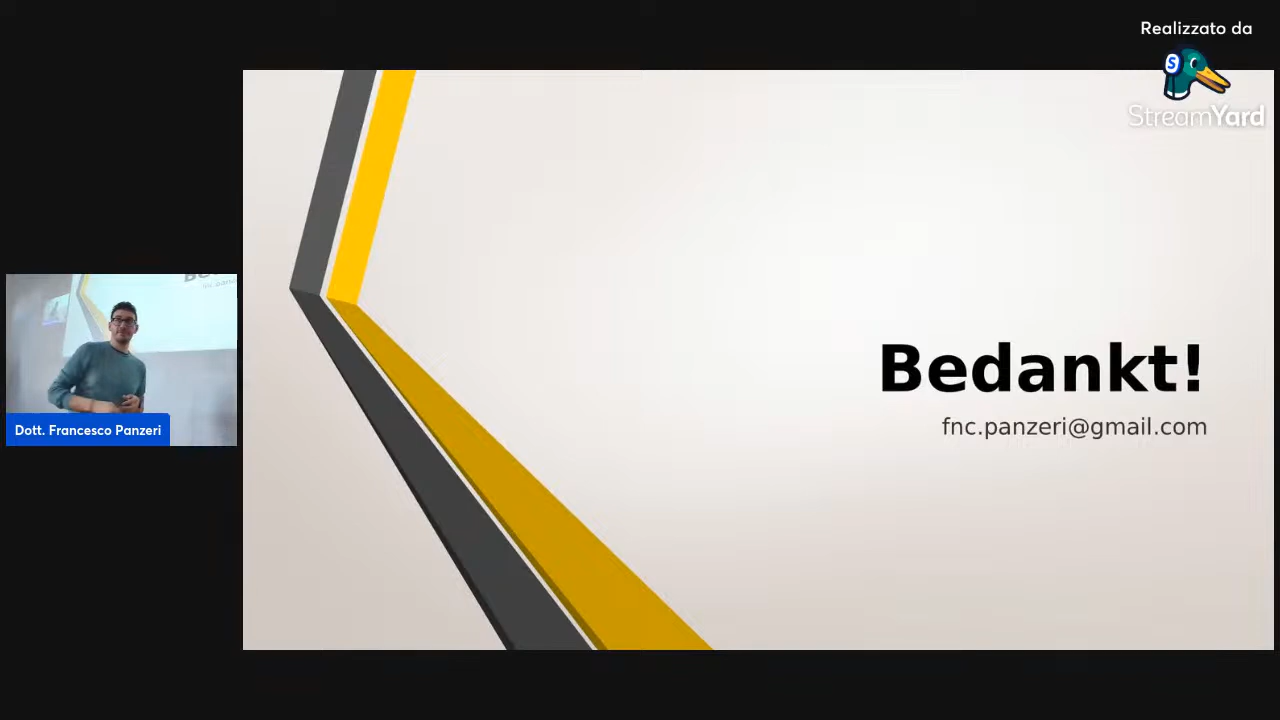 Realizzato da
StreamYard
Bedankt!
fnc.panzeri@gmail.com
Dott. Francesco Panzeri